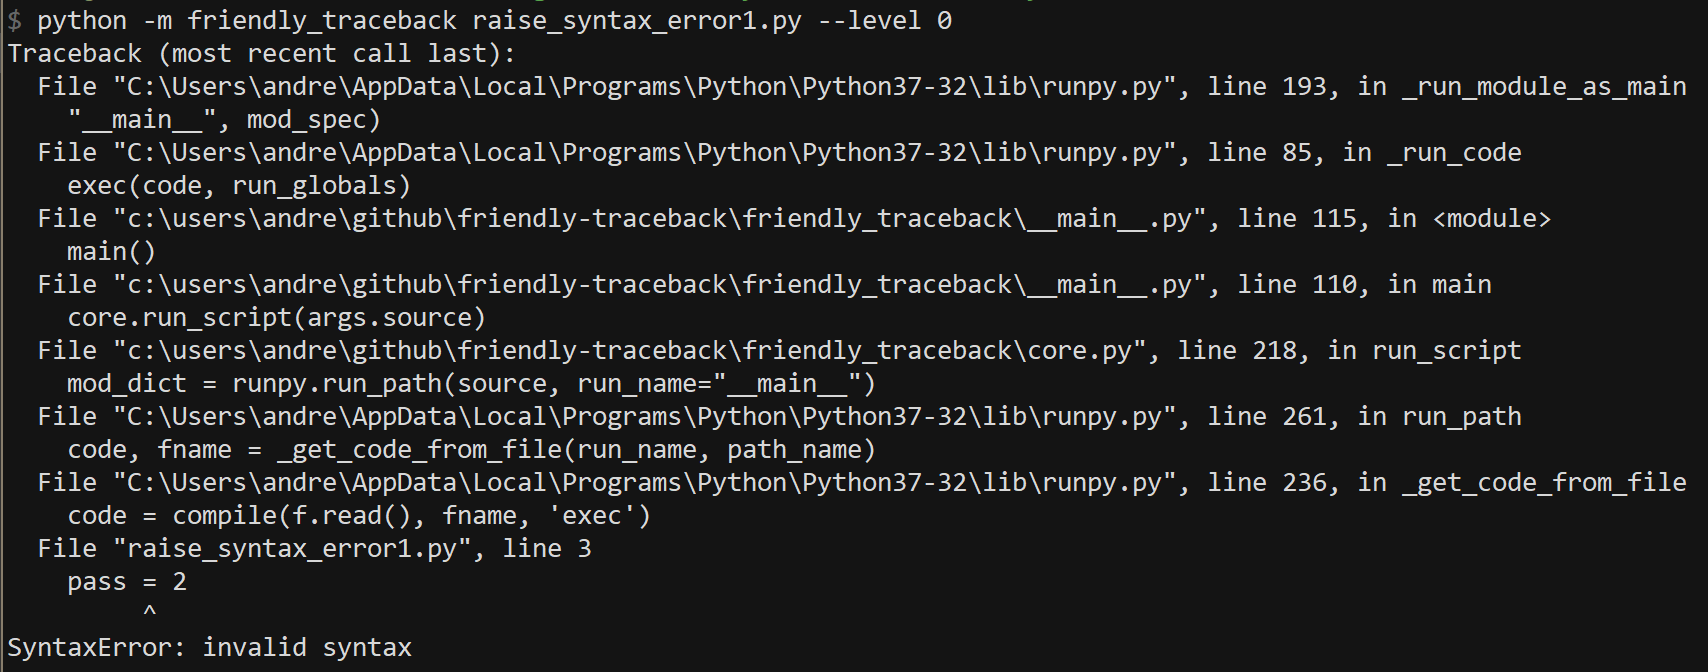 $ python -m friendly_traceback raise_syntax_error1.py --level 0
Traceback (most recent call last):
  File "C:\Users\andre\AppData\Local\Programs\Python\Python37-32\lib\runpy.py", line 193, in _run_module_as_main
    "__main__", mod_spec)
  File "C:\Users\andre\AppData\Local\Programs\Python\Python37-32\lib\runpy.py", line 85, in _run_code
    exec(code, run_globals)
  File "c:\users\andre\github\friendly-traceback\friendly_traceback\__main__.py", line 115, in <module>
    main()
  File "c:\users\andre\github\friendly-traceback\friendly_traceback\__main__.py", line 110, in main
    core.run_script(args.source)
  File "c:\users\andre\github\friendly-traceback\friendly_traceback\core.py", line 218, in run_script
    mod_dict = runpy.run_path(source, run_name="__main__")
  File "C:\Users\andre\AppData\Local\Programs\Python\Python37-32\lib\runpy.py", line 261, in run_path
    code, fname = _get_code_from_file(run_name, path_name)
  File "C:\Users\andre\AppData\Local\Programs\Python\Python37-32\lib\runpy.py", line 236, in _get_code_from_file
    code = compile(f.read(), fname, 'exec')
  File "raise_syntax_error1.py", line 3
    pass = 2
         ^
SyntaxError: invalid syntax